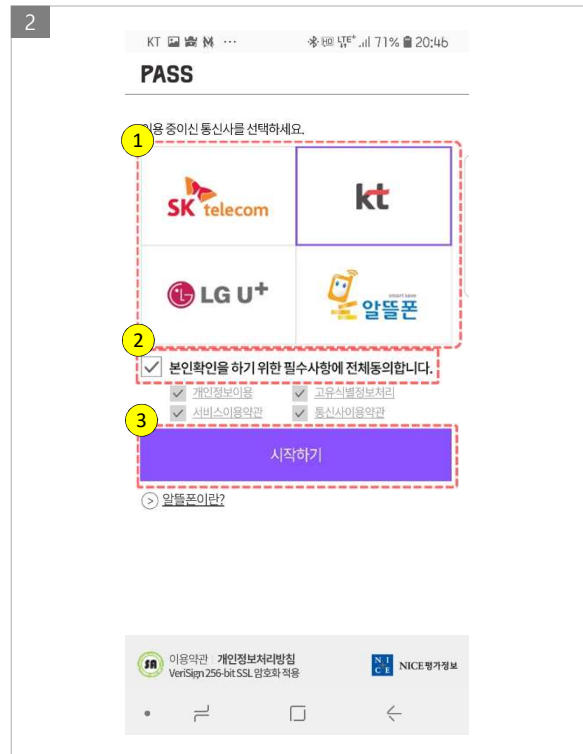 2
KT ··· LTE+ 71% 20:46
PASS
이용 중이신 통신사를 선택하세요.
1
SK telecom
kt
LG U+
smart save
알뜰폰
2
본인확인을 하기 위한 필수사항에 전체동의합니다.
개인정보이용 고유식별정보처리
서비스이용약관 통신사이용약관
3
시작하기
> 알뜰폰이란?
이용약관 | 개인정보처리방침
VeriSign 256-bit SSL 암호화 적용
NICE NICE평가정보